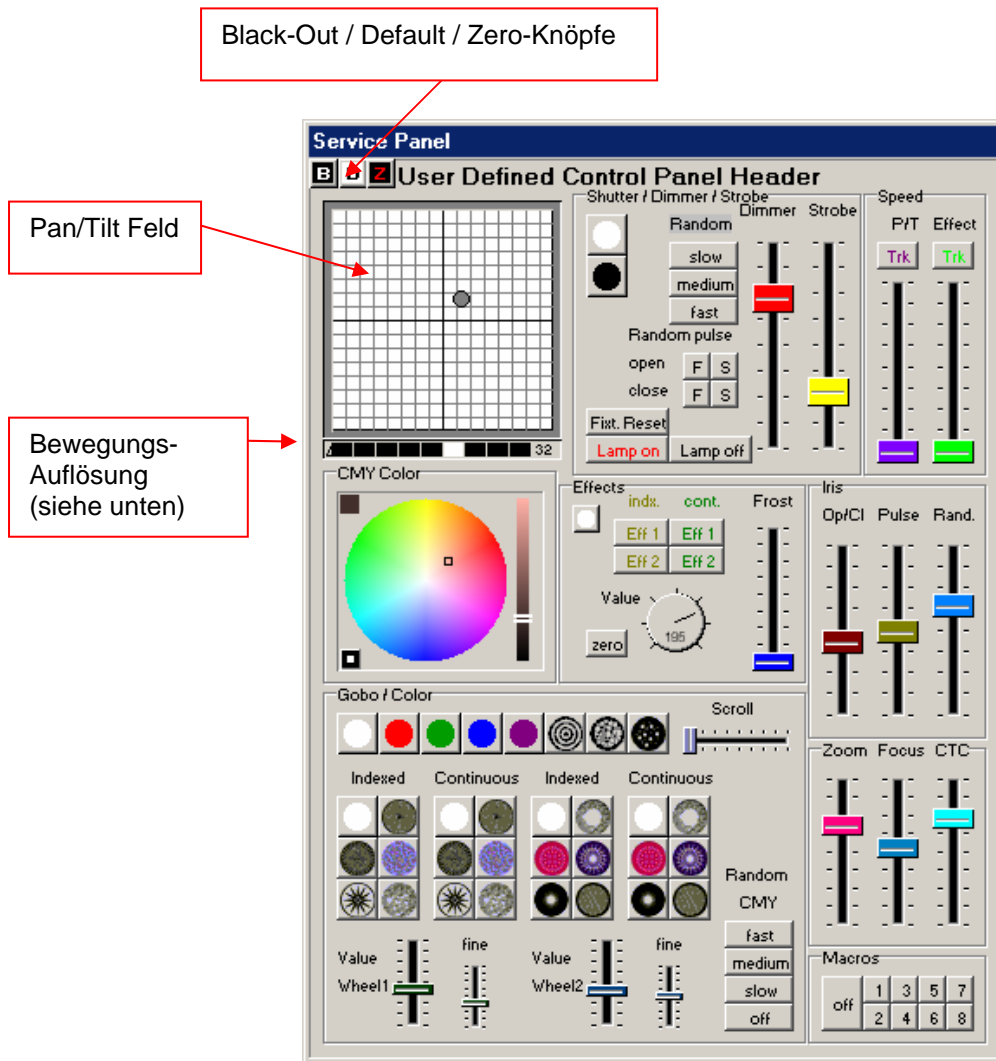 Black-Out / Default / Zero-Knöpfe
Service Panel
B Z User Defined Control Panel Header
Pan/Tilt Feld
Bewegungs-
Auflösung
(siehe unten)
32
Shutter / Dimmer / Strobe
Random
Dimmer
Strobe
slow
medium
fast
Random pulse
open F S
close F S
Fixt. Reset
Lamp on Lamp off
Speed
P/T Effect
Trk Trk
CMY Color
Effects
indx. cont.
Frost
Eff 1 Eff 1
Eff 2 Eff 2
Value
195
zero
Iris
Op/Cl Pulse Rand.
Gobo / Color
Scroll
Indexed Continuous Indexed Continuous
Random
CMY
fast
medium
slow
off
Value
Wheel1
fine
Value
Wheel2
fine
Zoom Focus CTC
Macros
off
1 3 5 7
2 4 6 8